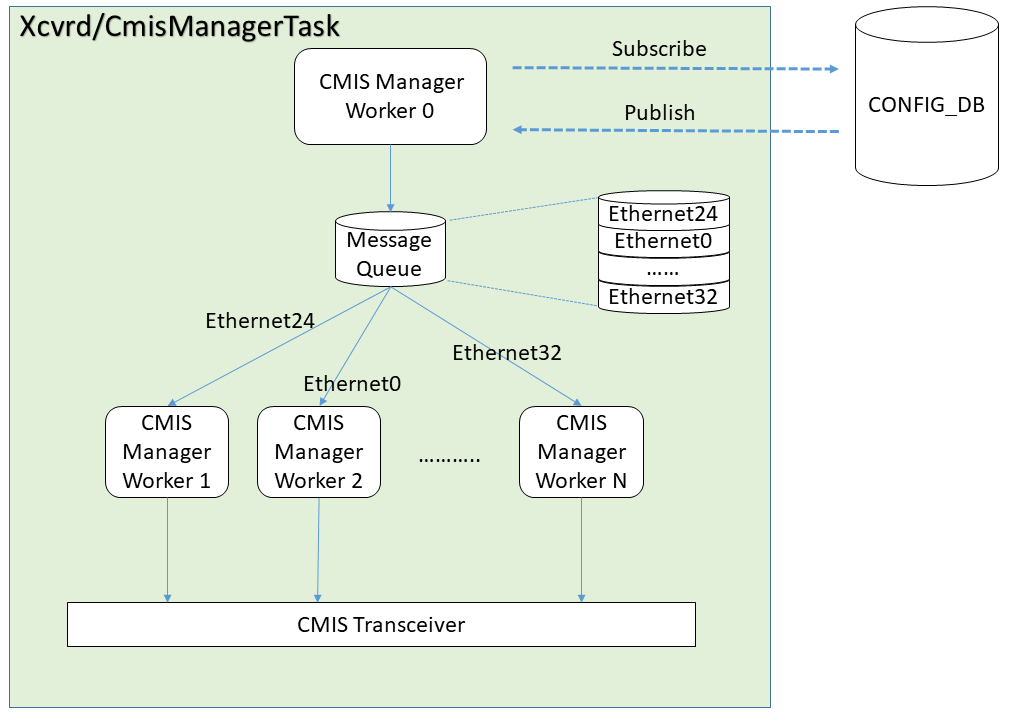 Xcvrd/CmisManagerTask
CMIS Manager
Worker 0
Subscribe
Publish
CONFIG_DB
Message
Queue
Ethernet24
Ethernet0
......
Ethernet32
Ethernet24
Ethernet0
Ethernet32
CMIS
Manager
Worker 1
CMIS
Manager
Worker 2
………..
CMIS
Manager
Worker N
CMIS Transceiver